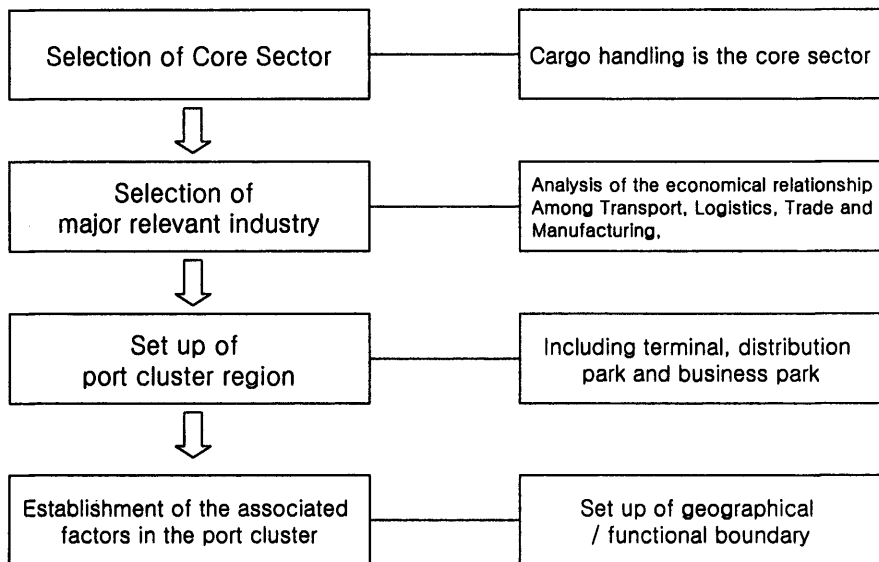 Selection of Core Sector
Cargo handling is the core sector
Selection of
major relevant industry
Analysis of the economical relationship
Among Transport, Logistics, Trade and
Manufacturing,
Set up of
port cluster region
Including terminal, distribution
park and business park
Establishment of the associated
factors in the port cluster
Set up of geographical
/ functional boundary